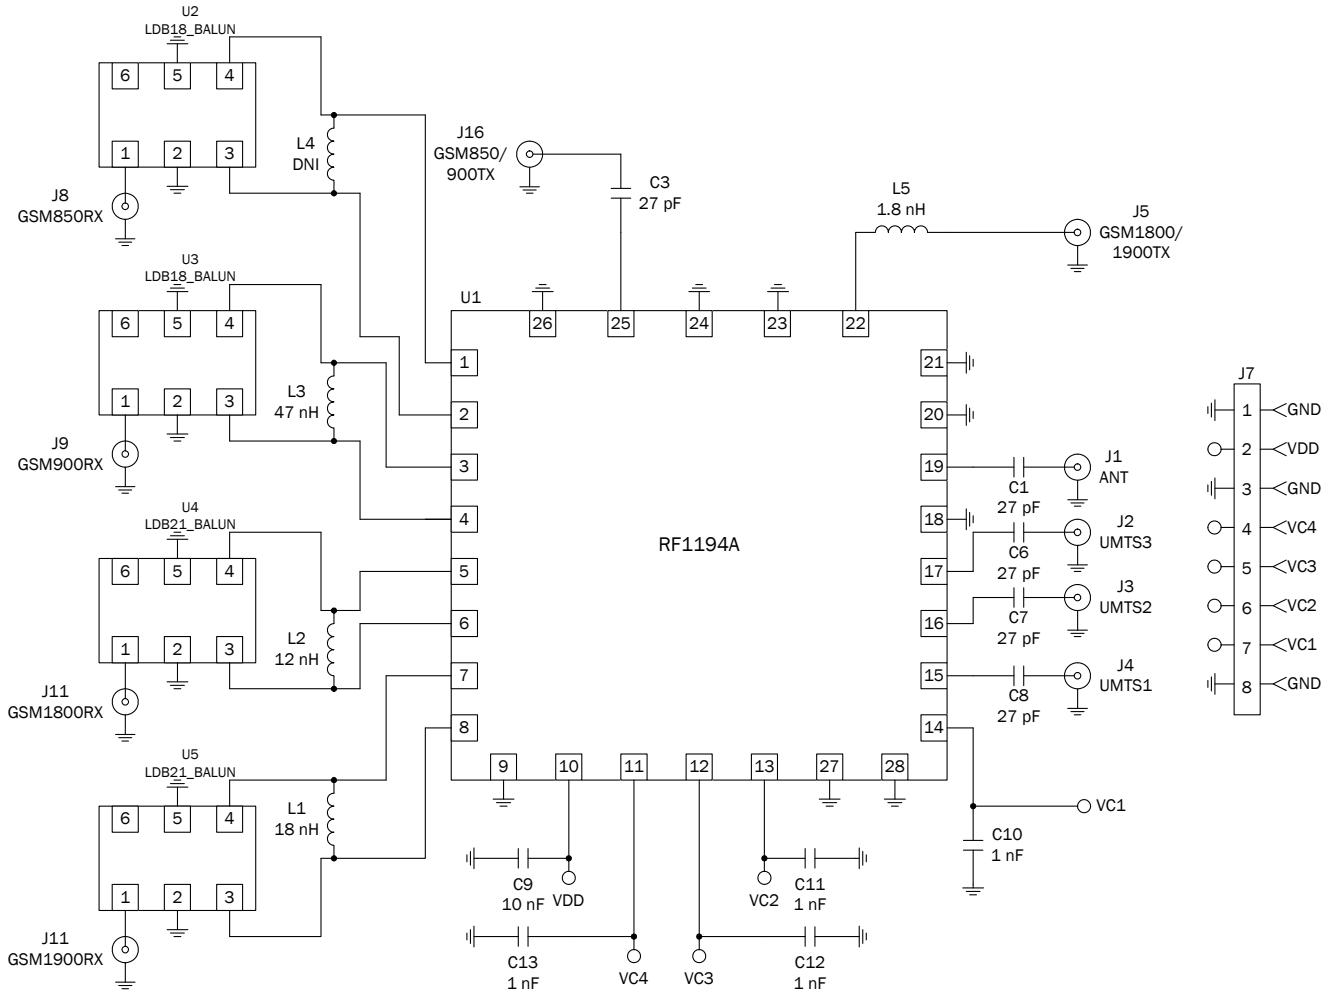 U2
LDB18_BALUN
6
5
4
1
2
3
L4
DNI
J8
GSM850RX
U3
LDB18_BALUN
6
5
4
1
2
3
L3
47 nH
J9
GSM900RX
U4
LDB21_BALUN
6
5
4
1
2
3
L2
12 nH
J11
GSM1800RX
U5
LDB21_BALUN
6
5
4
1
2
3
L1
18 nH
J11
GSM1900RX
J16
GSM850/
900TX
C3
27 pF
L5
1.8 nH
J5
GSM1800/
1900TX
U1
26
25
24
23
22
1
2
3
4
5
6
7
8
RF1194A
21
20
19
18
17
16
15
14
9
10
11
12
13
27
28
C1
27 pF
J1
ANT
C6
27 pF
J2
UMTS3
C7
27 pF
J3
UMTS2
C8
27 pF
J4
UMTS1
VC1
C10
1 nF
C9
10 nF
VDD
VC2
C11
1 nF
C13
1 nF
VC4
VC3
C12
1 nF
J7
1 GND
2 VDD
3 GND
4 VC4
5 VC3
6 VC2
7 VC1
8 GND